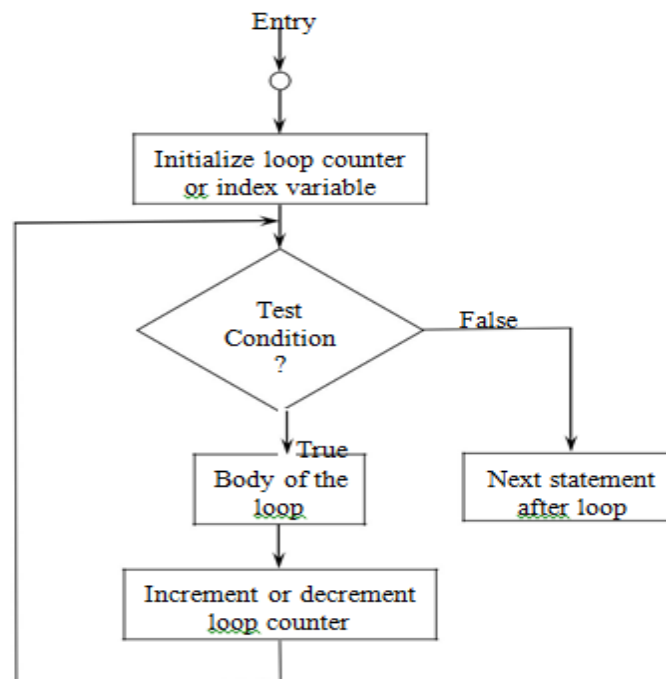 Entry
Initialize loop counter
or index variable
Test
Condition
?
False
True
Body of the
loop
Next statement
after loop
Increment or decrement
loop counter